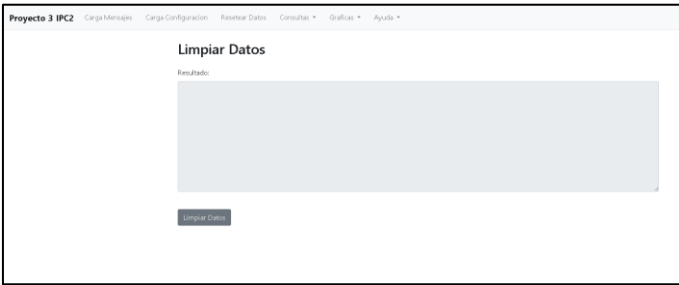 Proyecto 3 IPC2 Carga Mensajes Carga Configuracion Resetear Datos Consultas Graficas Ayuda
Limpiar Datos
Resultado:
Limpiar Datos